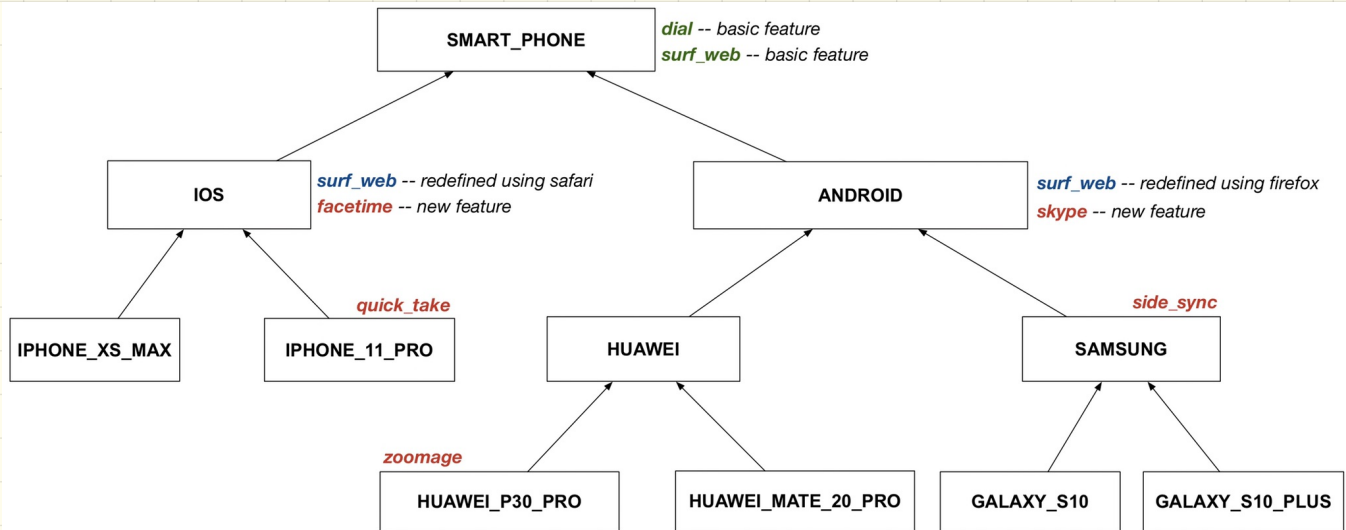 SMART_PHONE
dial -- basic feature
surf_web -- basic feature
IOS
surf_web -- redefined using safari
facetime -- new feature
ANDROID
surf_web -- redefined using firefox
skype -- new feature
IPHONE_XS_MAX
quick_take
IPHONE_11_PRO
HUAWEI
side_sync
SAMSUNG
zoomage
HUAWEI_P30_PRO
HUAWEI_MATE_20_PRO
GALAXY_S10
GALAXY_S10_PLUS